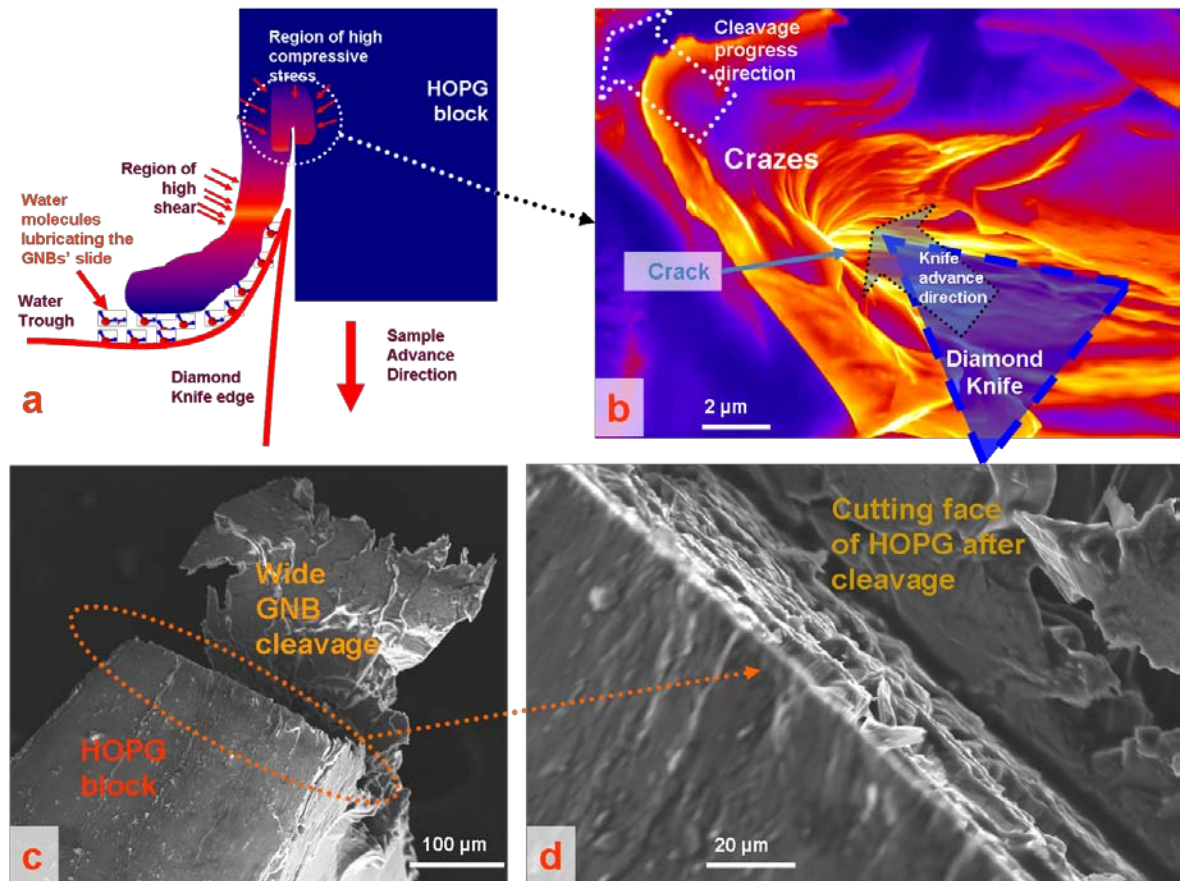 Region of high
compressive
stress
HOPG
block
Region of
high
shear
Water
molecules
lubricating the
GNBs' slide
Water
Trough
Diamond
Knife edge
Sample
Advance
Direction
a
Cleavage
progress
direction
Crazes
Crack
Knife
advance
direction
Diamond
Knife
2 µm
b
Wide
GNB
cleavage
HOPG
block
100 µm
c
Cutting face
of HOPG after
cleavage
20 µm
d